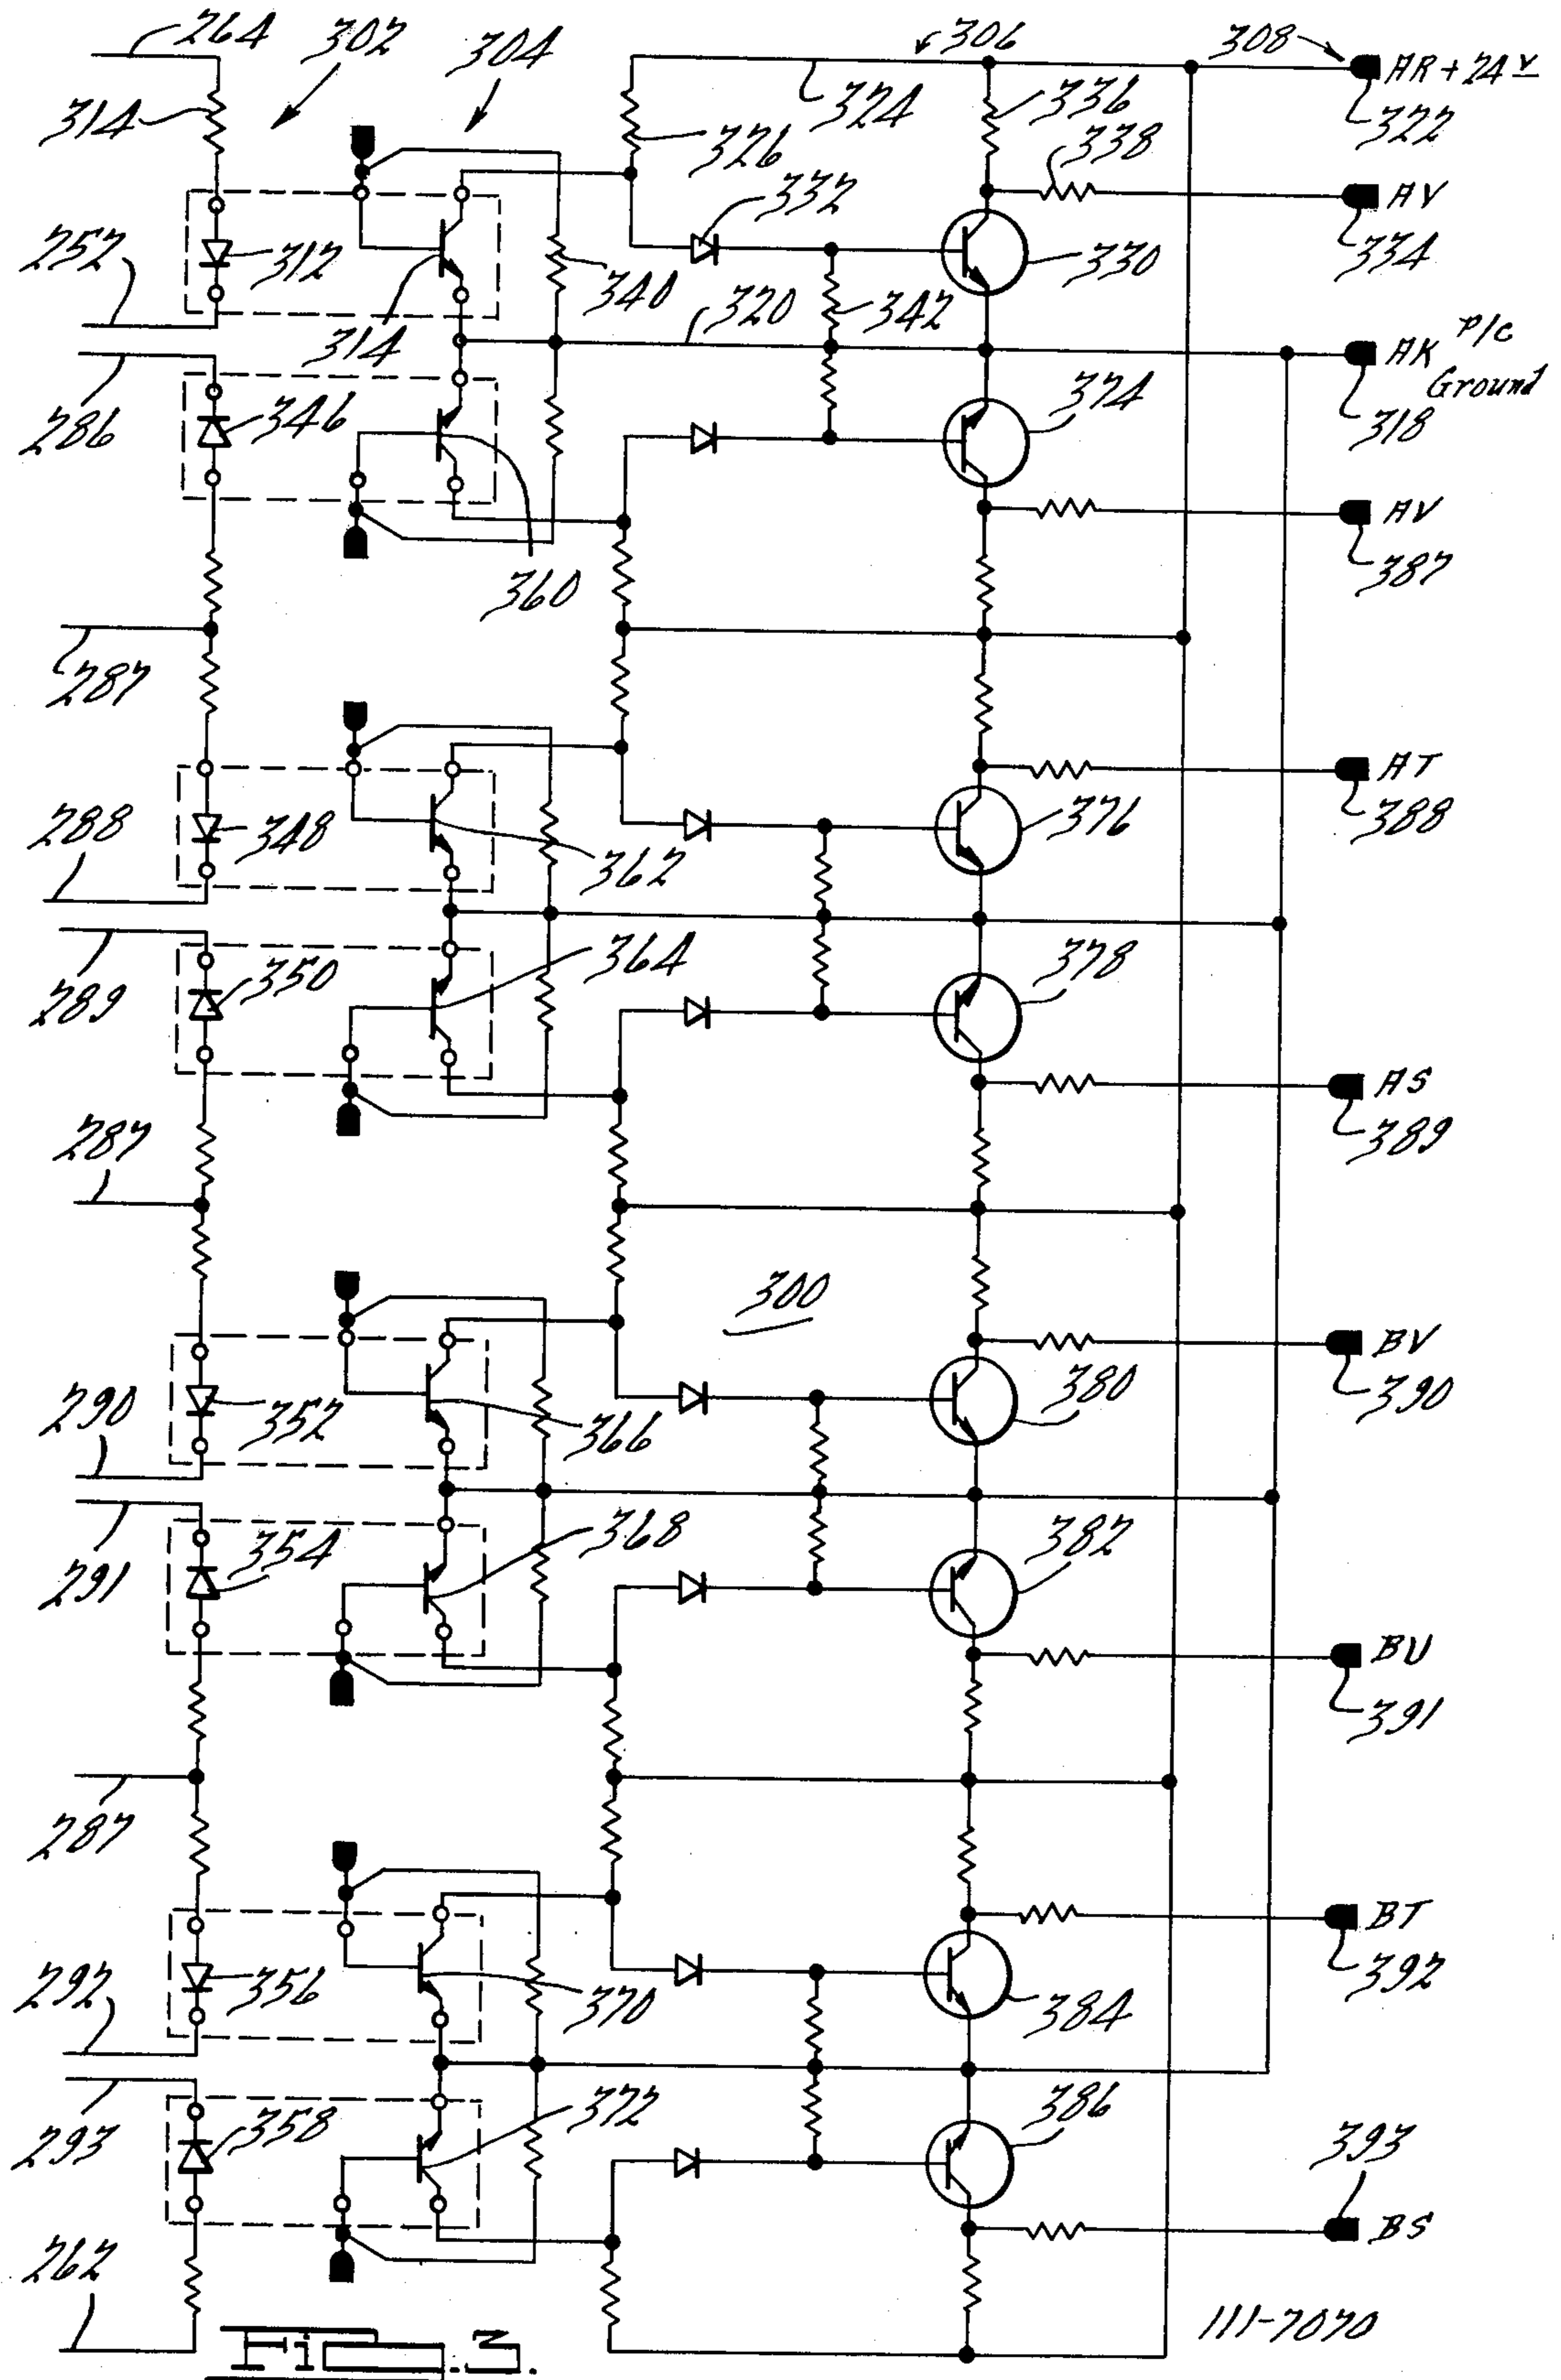 264 302 304 306 308 AR + 24 V
314 326 324 336 322
338
332 AV
252 312 330 334
340 320 342 P/C
314 AK Ground
286 346 374 318
AV
360 387
287
AT
288 348 362 376 388
289 350 364 378
AS
389
287
300 BV
290 352 366 380 390
291 354 368 382
BU
391
287
BT
292 356 370 384 392
293 358 372 386 393
BS
262
111-7070
FIG. 3.